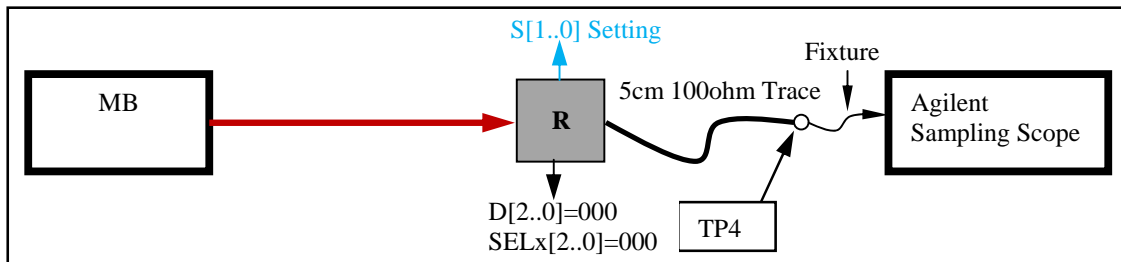 S[1..0] Setting
Fixture
MB
5cm 100ohm Trace
R
Agilent
Sampling Scope
D[2..0]=000
SELx[2..0]=000
TP4